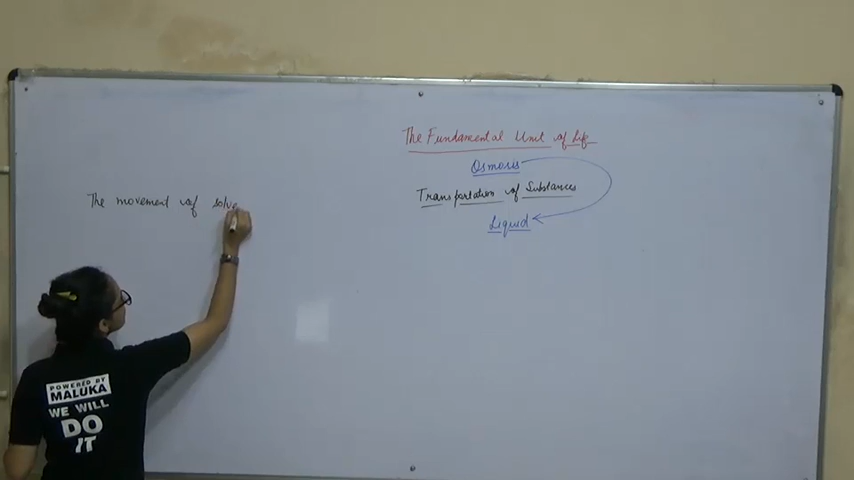 The Fundamental Unit of Life
Osmosis
Transportation of Substances
Liquid
The movement of solve
POWERED BY
MALUKA
WE WILL
DO
IT